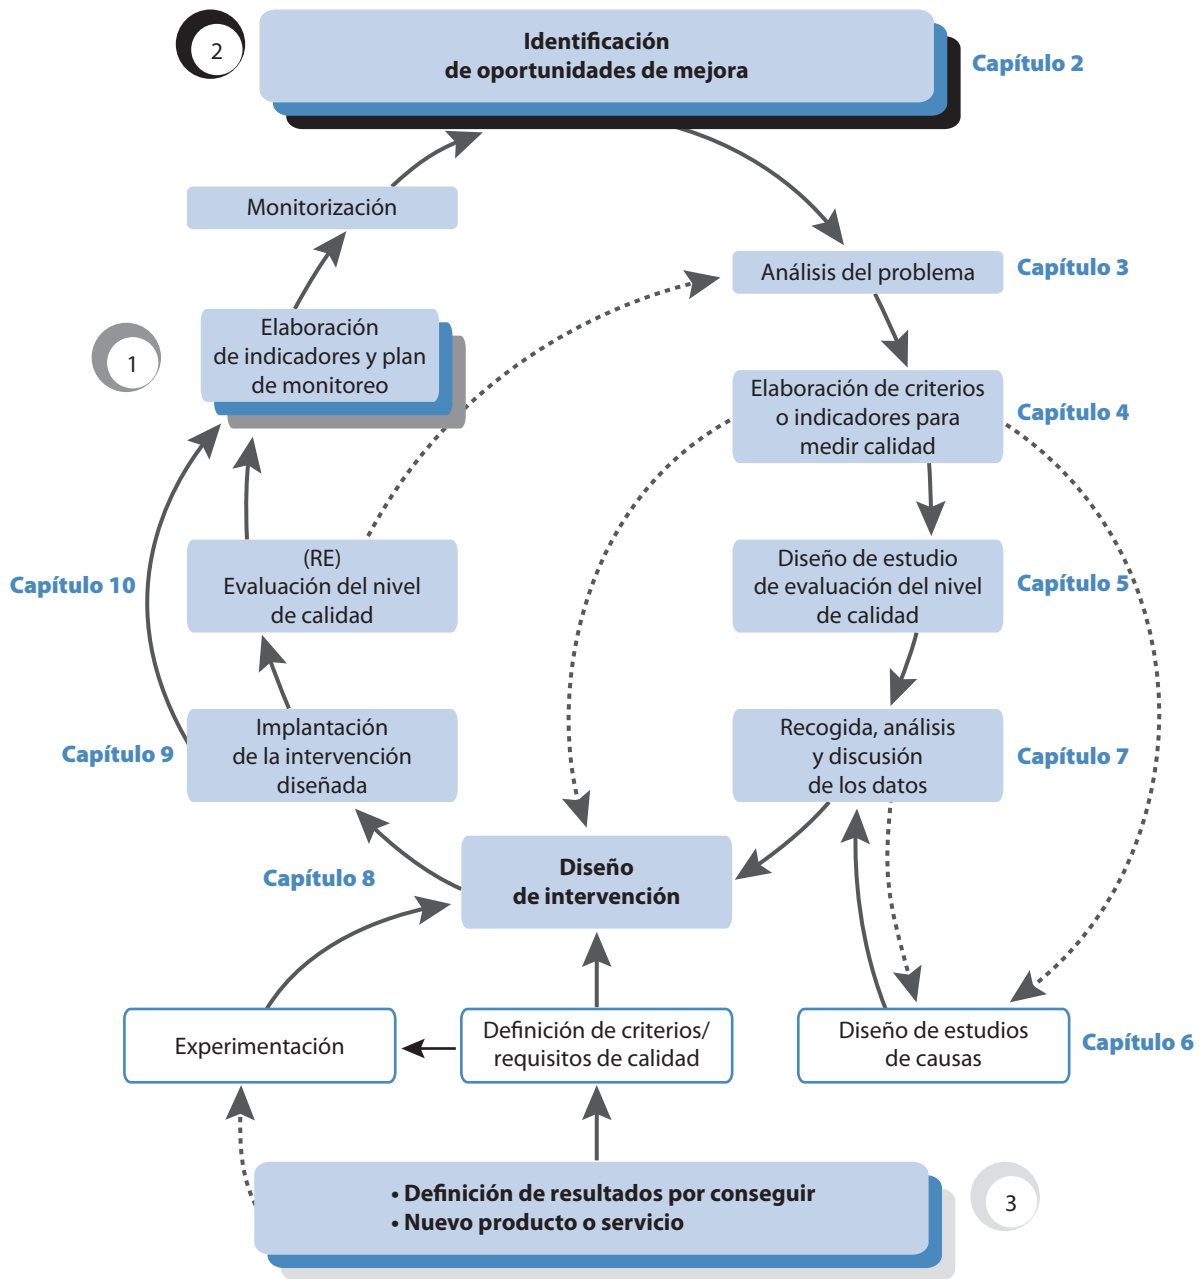 2
Identificación
de oportunidades de mejora
Capítulo 2
Monitorización
Análisis del problema
Capítulo 3
1
Elaboración
de indicadores y plan
de monitoreo
Elaboración de criterios
o indicadores para
medir calidad
Capítulo 4
(RE)
Evaluación del nivel
de calidad
Capítulo 10
Diseño de estudio
de evaluación del nivel
de calidad
Capítulo 5
Capítulo 9
Implantación
de la intervención
diseñada
Recogida, análisis
y discusión
de los datos
Capítulo 7
Capítulo 8
Diseño
de intervención
Experimentación
Definición de criterios/
requisitos de calidad
Diseño de estudios
de causas
Capítulo 6
• Definición de resultados por conseguir
• Nuevo producto o servicio
3